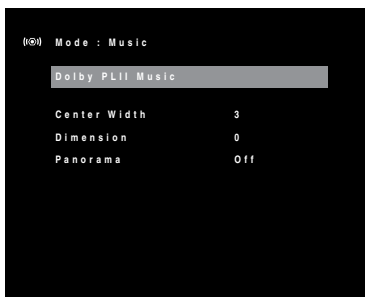 Mode : Music
Dolby PLII Music
Center Width 3
Dimension 0
Panorama Off